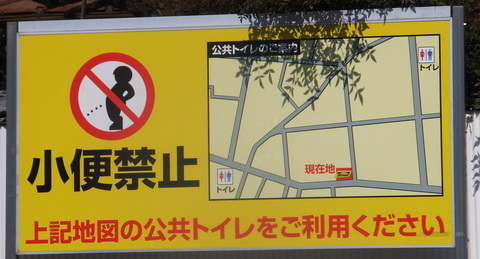 公共トイレのご案内
トイレ
小便禁止
現在地
トイレ
上記地図の公共トイレをご利用ください